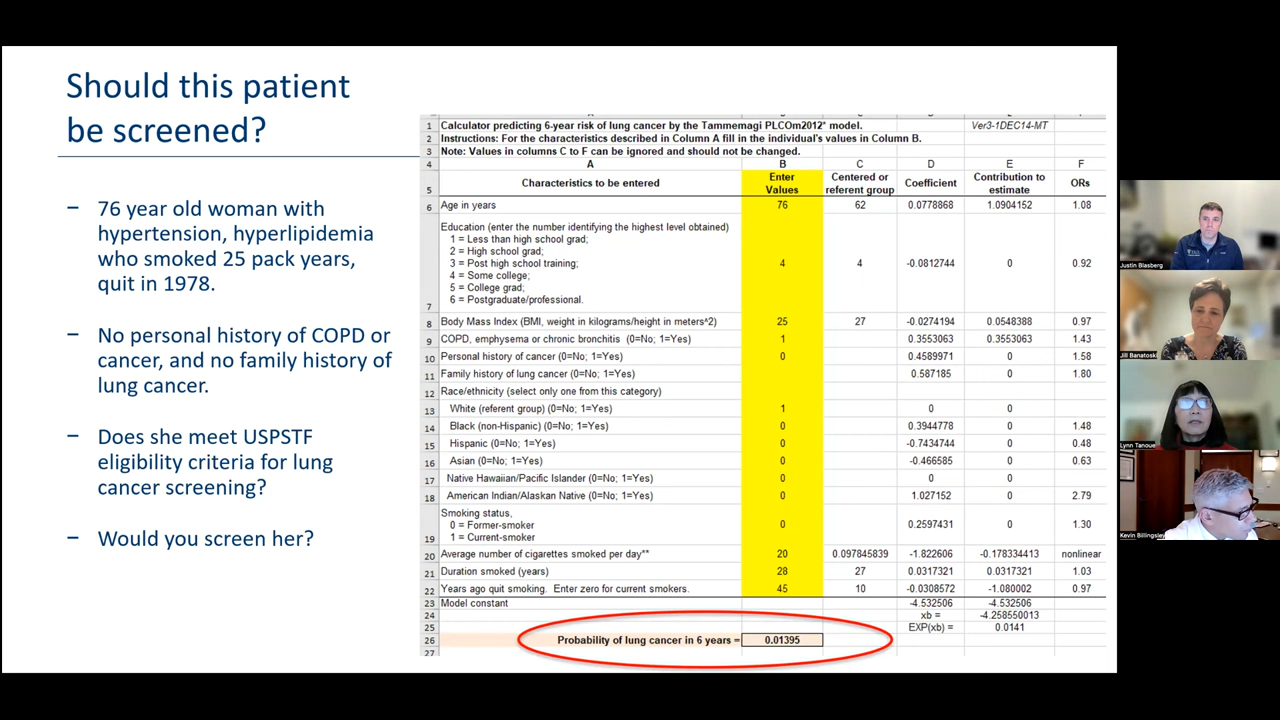 Should this patient
be screened?
− 76 year old woman with
hypertension, hyperlipidemia
who smoked 25 pack years,
quit in 1978.
− No personal history of COPD or
cancer, and no family history of
lung cancer.
− Does she meet USPSTF
eligibility criteria for lung
cancer screening?
− Would you screen her?
1 Calculator predicting 6-year risk of lung cancer by the Tammemagi PLCOm2012* model. Ver3-1DEC14-MT
2 Instructions: For the characteristics described in Column A fill in the individual's values in Column B.
3 Note: Values in columns C to F can be ignored and should not be changed.
4 A B C D E F
5 Characteristics to be entered Enter Values Centered or referent group Coefficient Contribution to estimate ORs
6 Age in years 76 62 0.0778868 1.0904152 1.08
Education (enter the number identifying the highest level obtained)
1 = Less than high school grad;
2 = High school grad;
3 = Post high school training; 4 4 -0.0812744 0 0.92
4 = Some college;
5 = College grad;
6 = Postgraduate/professional.
7
8 Body Mass Index (BMI, weight in kilograms/height in meters^2) 25 27 -0.0274194 0.0548388 0.97
9 COPD, emphysema or chronic bronchitis (0=No; 1=Yes) 1 0.3553063 0.3553063 1.43
10 Personal history of cancer (0=No; 1=Yes) 0 0.4589971 0 1.58
11 Family history of lung cancer (0=No; 1=Yes) 0.587185 0 1.80
12 Race/ethnicity (select only one from this category)
13 White (referent group) (0=No; 1=Yes) 1 0 0
14 Black (non-Hispanic) (0=No; 1=Yes) 0 0.3944778 0 1.48
15 Hispanic (0=No; 1=Yes) 0 -0.7434744 0 0.48
16 Asian (0=No; 1=Yes) 0 -0.466585 0 0.63
17 Native Hawaiian/Pacific Islander (0=No; 1=Yes) 0 0 0
18 American Indian/Alaskan Native (0=No; 1=Yes) 0 1.027152 0 2.79
Smoking status,
0 = Former-smoker 0 0.2597431 0 1.30
1 = Current-smoker
19
20 Average number of cigarettes smoked per day** 20 0.097845839 -1.822606 -0.178334413 nonlinear
21 Duration smoked (years) 28 27 0.0317321 0.0317321 1.03
22 Years ago quit smoking. Enter zero for current smokers. 45 10 -0.0308572 -1.080002 0.97
23 Model constant -4.532506 -4.532506
24 xb = -4.258550013
25 EXP(xb) = 0.0141
26 Probability of lung cancer in 6 years = 0.01395
27
Justin Blasberg
Jill Banatoski
Lynn Tanoue
Kevin Billingsley